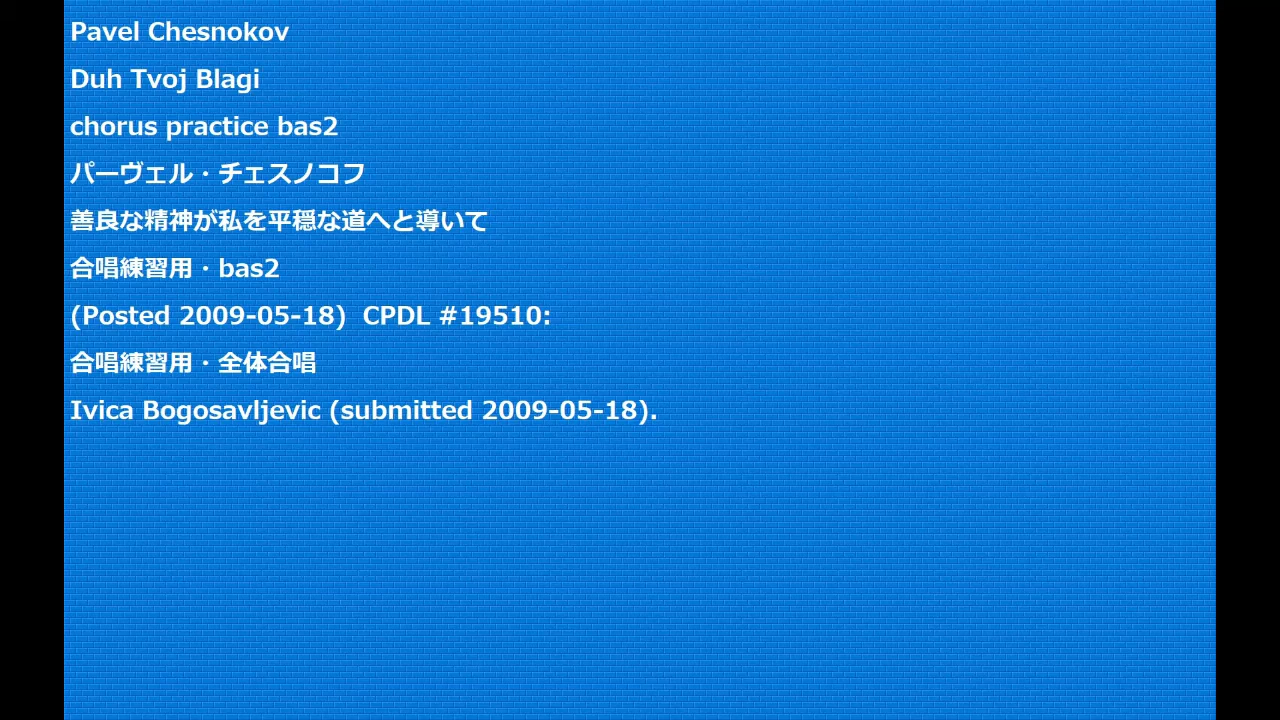 Pavel Chesnokov
Duh Tvoj Blagi
chorus practice bas2
パーヴェル・チェスノコフ
善良な精神が私を平穏な道へと導いて
合唱練習用・bas2
(Posted 2009-05-18)  CPDL #19510:
合唱練習用・全体合唱
Ivica Bogosavljevic (submitted 2009-05-18).